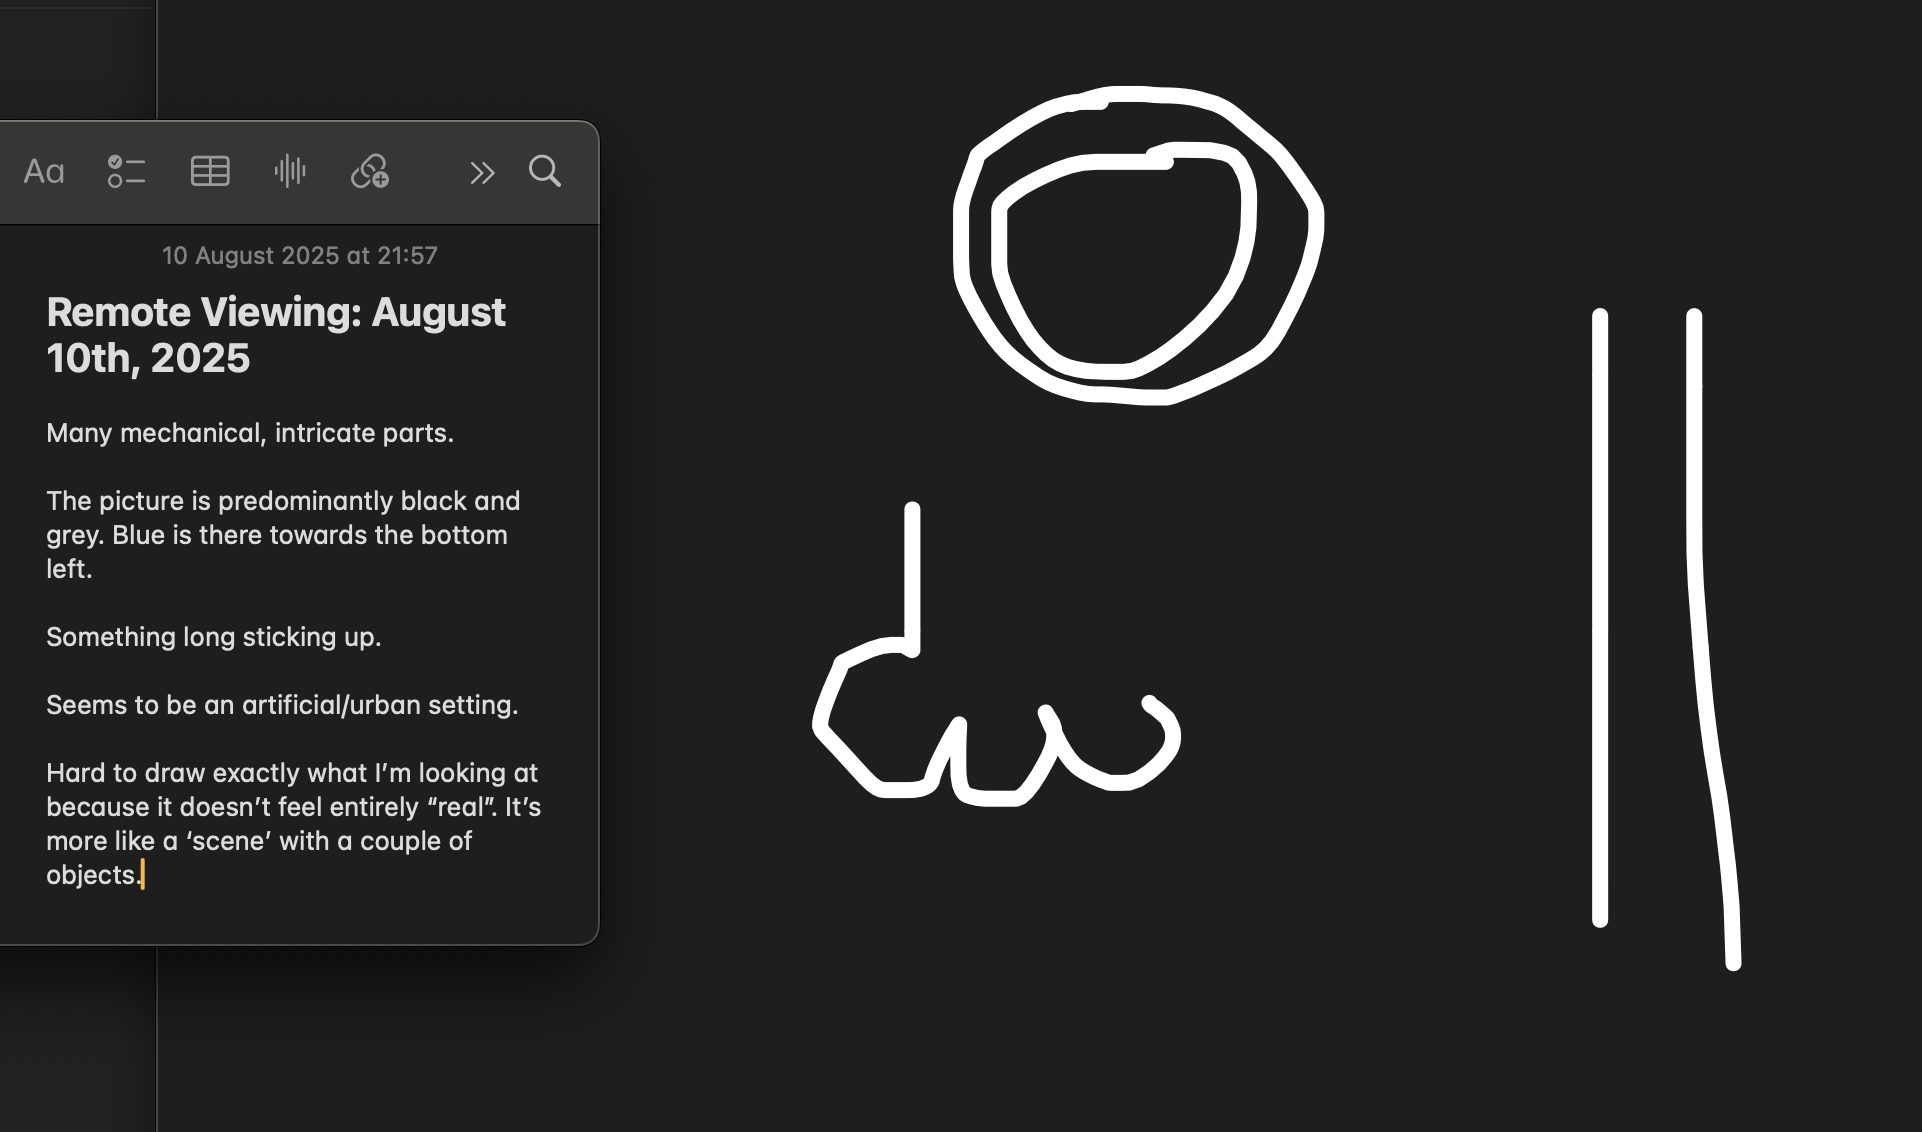 Aa
10 August 2025 at 21:57
Remote Viewing: August
10th, 2025
Many mechanical, intricate parts.
The picture is predominantly black and
grey. Blue is there towards the bottom
left.
Something long sticking up.
Seems to be an artificial/urban setting.
Hard to draw exactly what I’m looking at
because it doesn’t feel entirely “real”. It’s
more like a ‘scene’ with a couple of
objects.